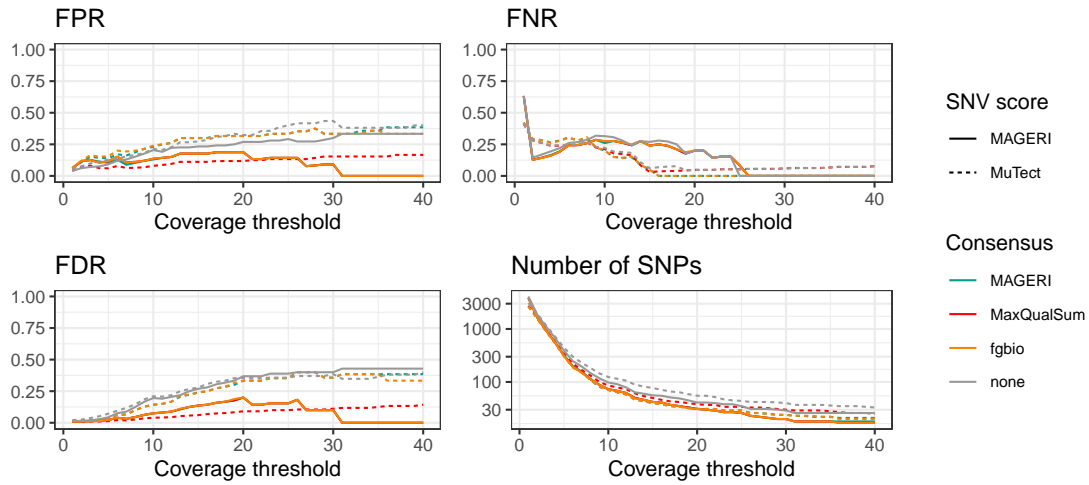 FPR
1.00
0.75
0.50
0.25
0.00
0 10 20 30 40
Coverage threshold
FNR
1.00
0.75
0.50
0.25
0.00
0 10 20 30 40
Coverage threshold
FDR
1.00
0.75
0.50
0.25
0.00
0 10 20 30 40
Coverage threshold
Number of SNPs
3000
1000
300
100
30
0 10 20 30 40
Coverage threshold
SNV score
MAGERI
MuTect
Consensus
MAGERI
MaxQualSum
fgbio
none